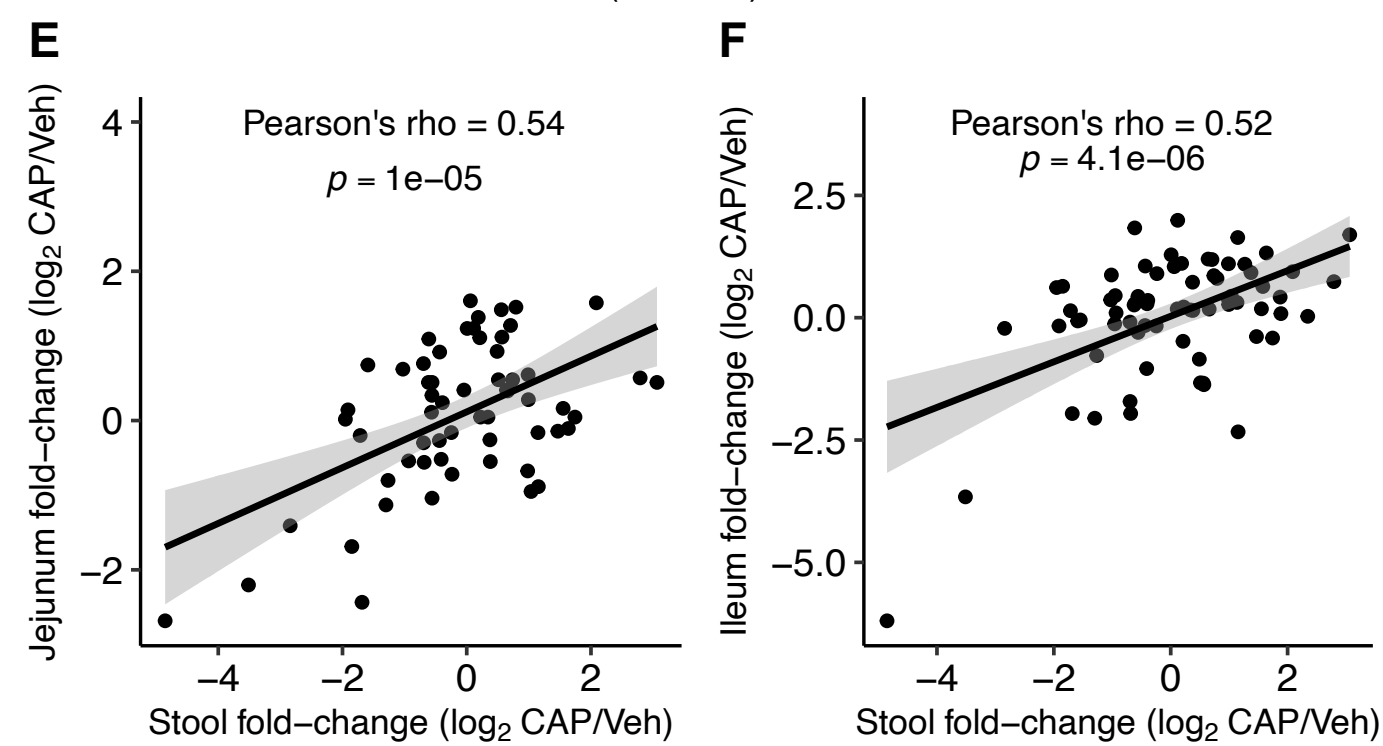 E
Pearson's rho = 0.54
p = 1e−05
Jejunum fold−change (log2 CAP/Veh)
4
2
0
−2
−4
−2
0
2
Stool fold−change (log2 CAP/Veh)
F
Pearson's rho = 0.52
p = 4.1e−06
Ileum fold−change (log2 CAP/Veh)
2.5
0.0
−2.5
−5.0
−4
−2
0
2
Stool fold−change (log2 CAP/Veh)